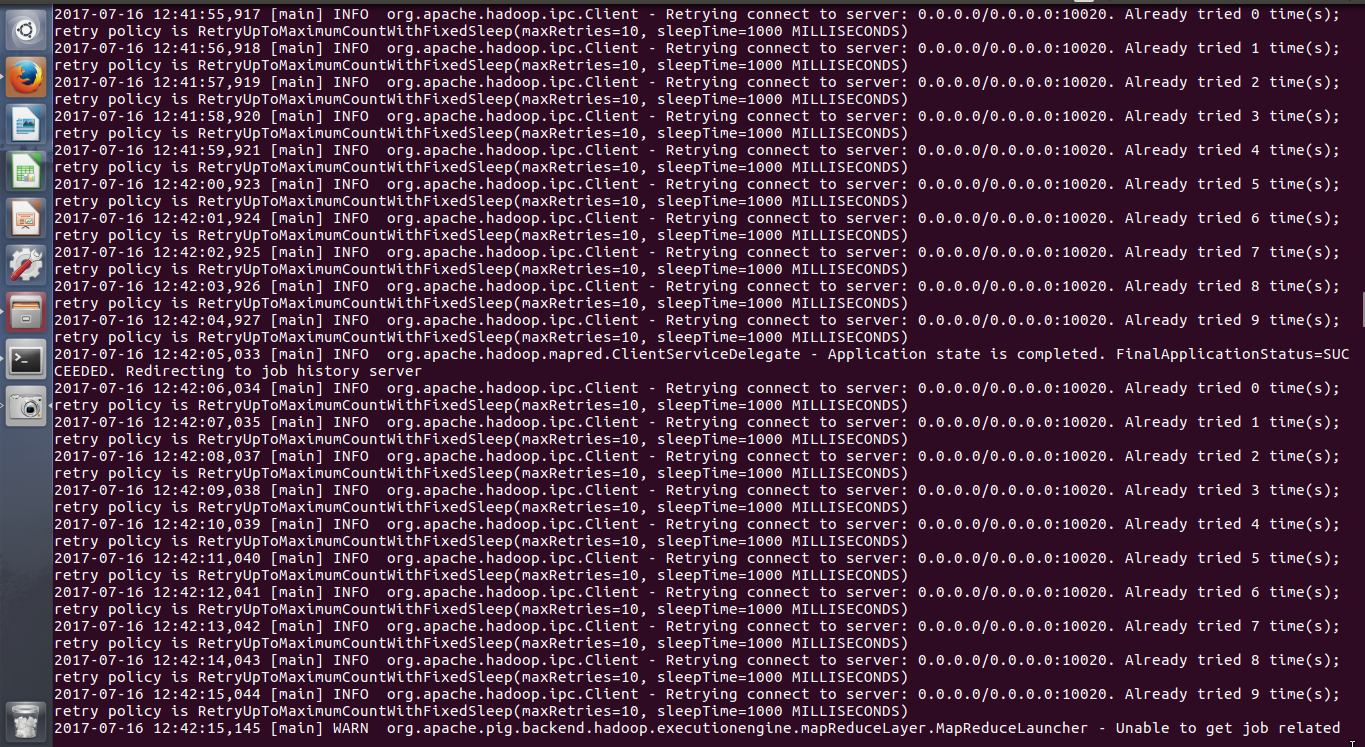 2017-07-16 12:41:55,917 [main] INFO  org.apache.hadoop.ipc.Client - Retrying connect to server: 0.0.0.0/0.0.0.0:10020. Already tried 0 time(s);
retry policy is RetryUpToMaximumCountWithFixedSleep(maxRetries=10, sleepTime=1000 MILLISECONDS)
2017-07-16 12:41:56,918 [main] INFO  org.apache.hadoop.ipc.Client - Retrying connect to server: 0.0.0.0/0.0.0.0:10020. Already tried 1 time(s);
retry policy is RetryUpToMaximumCountWithFixedSleep(maxRetries=10, sleepTime=1000 MILLISECONDS)
2017-07-16 12:41:57,919 [main] INFO  org.apache.hadoop.ipc.Client - Retrying connect to server: 0.0.0.0/0.0.0.0:10020. Already tried 2 time(s);
retry policy is RetryUpToMaximumCountWithFixedSleep(maxRetries=10, sleepTime=1000 MILLISECONDS)
2017-07-16 12:41:58,920 [main] INFO  org.apache.hadoop.ipc.Client - Retrying connect to server: 0.0.0.0/0.0.0.0:10020. Already tried 3 time(s);
retry policy is RetryUpToMaximumCountWithFixedSleep(maxRetries=10, sleepTime=1000 MILLISECONDS)
2017-07-16 12:41:59,921 [main] INFO  org.apache.hadoop.ipc.Client - Retrying connect to server: 0.0.0.0/0.0.0.0:10020. Already tried 4 time(s);
retry policy is RetryUpToMaximumCountWithFixedSleep(maxRetries=10, sleepTime=1000 MILLISECONDS)
2017-07-16 12:42:00,923 [main] INFO  org.apache.hadoop.ipc.Client - Retrying connect to server: 0.0.0.0/0.0.0.0:10020. Already tried 5 time(s);
retry policy is RetryUpToMaximumCountWithFixedSleep(maxRetries=10, sleepTime=1000 MILLISECONDS)
2017-07-16 12:42:01,924 [main] INFO  org.apache.hadoop.ipc.Client - Retrying connect to server: 0.0.0.0/0.0.0.0:10020. Already tried 6 time(s);
retry policy is RetryUpToMaximumCountWithFixedSleep(maxRetries=10, sleepTime=1000 MILLISECONDS)
2017-07-16 12:42:02,925 [main] INFO  org.apache.hadoop.ipc.Client - Retrying connect to server: 0.0.0.0/0.0.0.0:10020. Already tried 7 time(s);
retry policy is RetryUpToMaximumCountWithFixedSleep(maxRetries=10, sleepTime=1000 MILLISECONDS)
2017-07-16 12:42:03,926 [main] INFO  org.apache.hadoop.ipc.Client - Retrying connect to server: 0.0.0.0/0.0.0.0:10020. Already tried 8 time(s);
retry policy is RetryUpToMaximumCountWithFixedSleep(maxRetries=10, sleepTime=1000 MILLISECONDS)
2017-07-16 12:42:04,927 [main] INFO  org.apache.hadoop.ipc.Client - Retrying connect to server: 0.0.0.0/0.0.0.0:10020. Already tried 9 time(s);
retry policy is RetryUpToMaximumCountWithFixedSleep(maxRetries=10, sleepTime=1000 MILLISECONDS)
2017-07-16 12:42:05,033 [main] INFO  org.apache.hadoop.mapred.ClientServiceDelegate - Application state is completed. FinalApplicationStatus=SUC
CEEDED. Redirecting to job history server
2017-07-16 12:42:06,034 [main] INFO  org.apache.hadoop.ipc.Client - Retrying connect to server: 0.0.0.0/0.0.0.0:10020. Already tried 0 time(s);
retry policy is RetryUpToMaximumCountWithFixedSleep(maxRetries=10, sleepTime=1000 MILLISECONDS)
2017-07-16 12:42:07,035 [main] INFO  org.apache.hadoop.ipc.Client - Retrying connect to server: 0.0.0.0/0.0.0.0:10020. Already tried 1 time(s);
retry policy is RetryUpToMaximumCountWithFixedSleep(maxRetries=10, sleepTime=1000 MILLISECONDS)
2017-07-16 12:42:08,037 [main] INFO  org.apache.hadoop.ipc.Client - Retrying connect to server: 0.0.0.0/0.0.0.0:10020. Already tried 2 time(s);
retry policy is RetryUpToMaximumCountWithFixedSleep(maxRetries=10, sleepTime=1000 MILLISECONDS)
2017-07-16 12:42:09,038 [main] INFO  org.apache.hadoop.ipc.Client - Retrying connect to server: 0.0.0.0/0.0.0.0:10020. Already tried 3 time(s);
retry policy is RetryUpToMaximumCountWithFixedSleep(maxRetries=10, sleepTime=1000 MILLISECONDS)
2017-07-16 12:42:10,039 [main] INFO  org.apache.hadoop.ipc.Client - Retrying connect to server: 0.0.0.0/0.0.0.0:10020. Already tried 4 time(s);
retry policy is RetryUpToMaximumCountWithFixedSleep(maxRetries=10, sleepTime=1000 MILLISECONDS)
2017-07-16 12:42:11,040 [main] INFO  org.apache.hadoop.ipc.Client - Retrying connect to server: 0.0.0.0/0.0.0.0:10020. Already tried 5 time(s);
retry policy is RetryUpToMaximumCountWithFixedSleep(maxRetries=10, sleepTime=1000 MILLISECONDS)
2017-07-16 12:42:12,041 [main] INFO  org.apache.hadoop.ipc.Client - Retrying connect to server: 0.0.0.0/0.0.0.0:10020. Already tried 6 time(s);
retry policy is RetryUpToMaximumCountWithFixedSleep(maxRetries=10, sleepTime=1000 MILLISECONDS)
2017-07-16 12:42:13,042 [main] INFO  org.apache.hadoop.ipc.Client - Retrying connect to server: 0.0.0.0/0.0.0.0:10020. Already tried 7 time(s);
retry policy is RetryUpToMaximumCountWithFixedSleep(maxRetries=10, sleepTime=1000 MILLISECONDS)
2017-07-16 12:42:14,043 [main] INFO  org.apache.hadoop.ipc.Client - Retrying connect to server: 0.0.0.0/0.0.0.0:10020. Already tried 8 time(s);
retry policy is RetryUpToMaximumCountWithFixedSleep(maxRetries=10, sleepTime=1000 MILLISECONDS)
2017-07-16 12:42:15,044 [main] INFO  org.apache.hadoop.ipc.Client - Retrying connect to server: 0.0.0.0/0.0.0.0:10020. Already tried 9 time(s);
retry policy is RetryUpToMaximumCountWithFixedSleep(maxRetries=10, sleepTime=1000 MILLISECONDS)
2017-07-16 12:42:15,145 [main] WARN  org.apache.pig.backend.hadoop.executionengine.mapReduceLayer.MapReduceLauncher - Unable to get job related